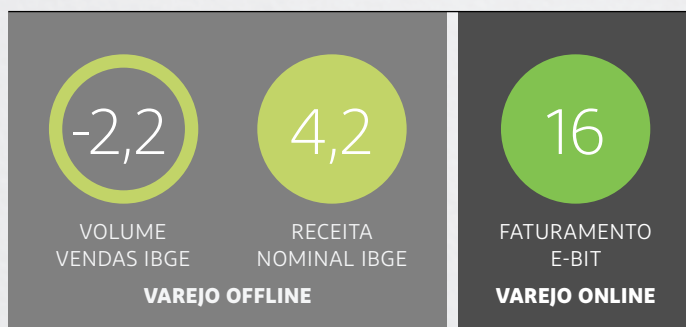 -2,2
VOLUME
VENDAS IBGE
4,2
RECEITA
NOMINAL IBGE
VAREJO OFFLINE
16
FATURAMENTO
E-BIT
VAREJO ONLINE